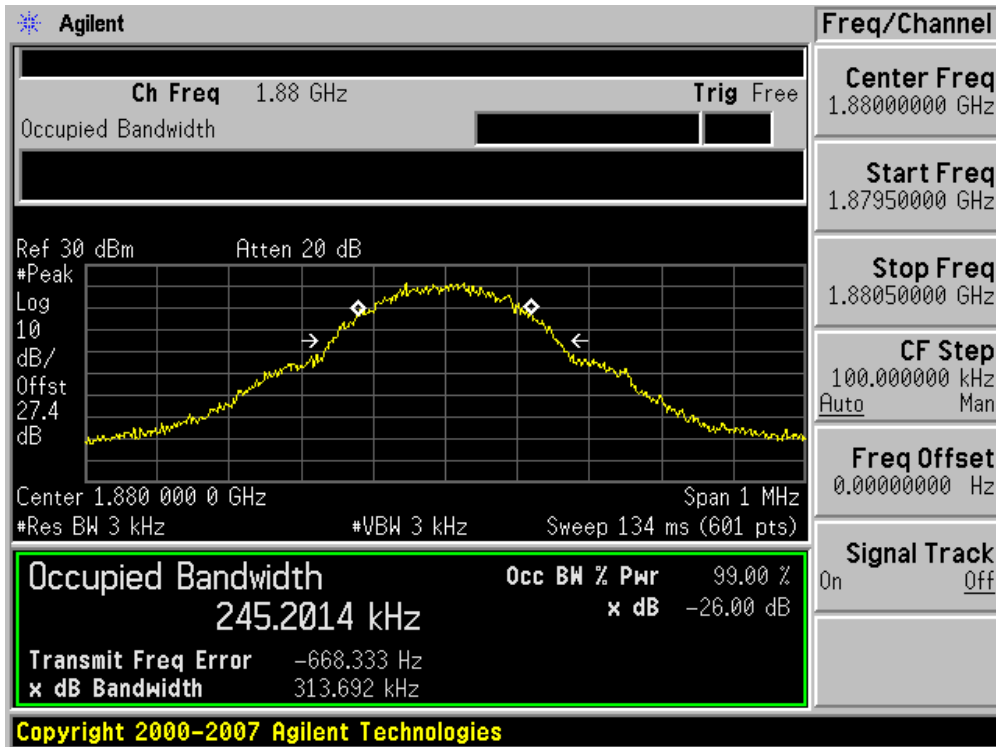 Agilent
Ch Freq 1.88 GHz Trig Free
Occupied Bandwidth
Ref 30 dBm Atten 20 dB
#Peak
Log
10
dB/
Offst
27.4
dB
Center 1.880 000 0 GHz Span 1 MHz
#Res BW 3 kHz #VBW 3 kHz Sweep 134 ms (601 pts)
Occupied Bandwidth
245.2014 kHz
Occ BW % Pwr 99.00 %
x dB -26.00 dB
Transmit Freq Error -668.333 Hz
x dB Bandwidth 313.692 kHz
Copyright 2000-2007 Agilent Technologies
Freq/Channel
Center Freq
1.88000000 GHz
Start Freq
1.87950000 GHz
Stop Freq
1.88050000 GHz
CF Step
100.000000 kHz
Auto Man
Freq Offset
0.00000000 Hz
Signal Track
On Off